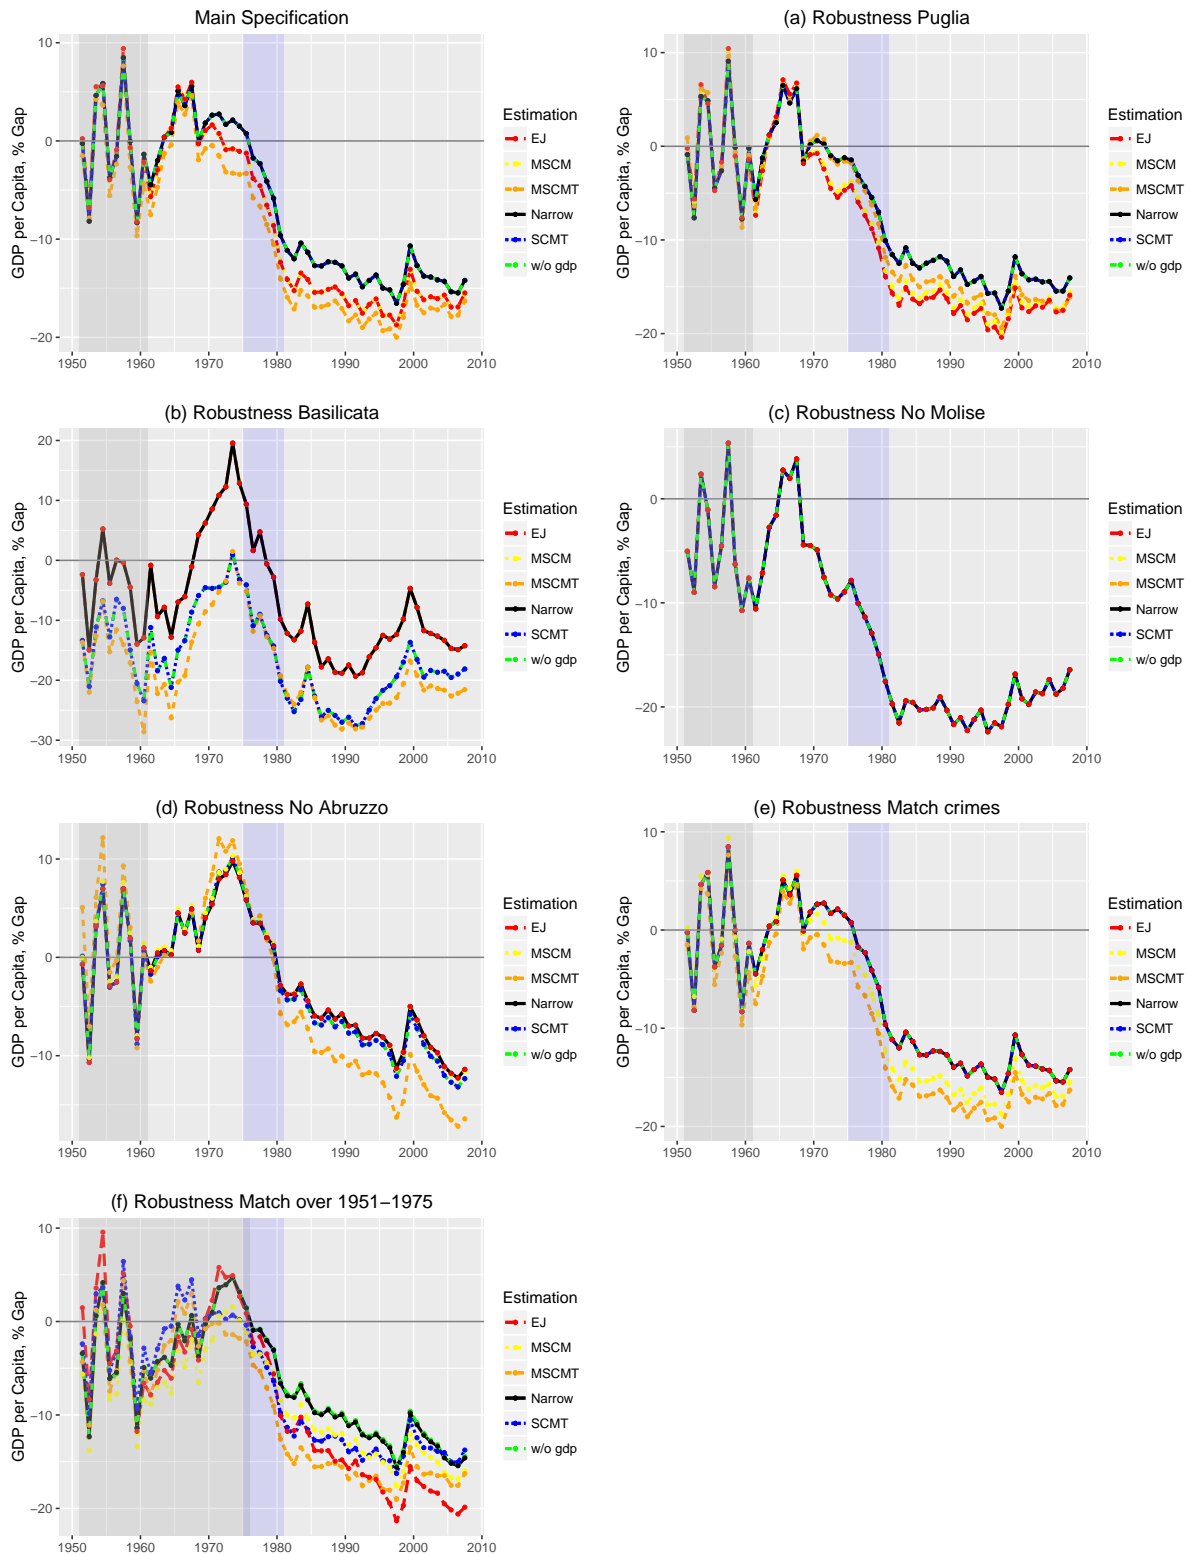 Main Specification
GDP per Capita, % Gap
10
0
−10
−20
1950 1960 1970 1980 1990 2000 2010
Estimation
EJ
MSCM
MSCMT
Narrow
SCMT
w/o gdp
(a) Robustness Puglia
GDP per Capita, % Gap
10
0
−10
−20
1950 1960 1970 1980 1990 2000 2010
Estimation
EJ
MSCM
MSCMT
Narrow
SCMT
w/o gdp
(b) Robustness Basilicata
GDP per Capita, % Gap
20
10
0
−10
−20
−30
1950 1960 1970 1980 1990 2000 2010
Estimation
EJ
MSCM
MSCMT
Narrow
SCMT
w/o gdp
(c) Robustness No Molise
GDP per Capita, % Gap
0
−10
−20
1950 1960 1970 1980 1990 2000 2010
Estimation
EJ
MSCM
MSCMT
Narrow
SCMT
w/o gdp
(d) Robustness No Abruzzo
GDP per Capita, % Gap
10
0
−10
1950 1960 1970 1980 1990 2000 2010
Estimation
EJ
MSCM
MSCMT
Narrow
SCMT
w/o gdp
(e) Robustness Match crimes
GDP per Capita, % Gap
10
0
−10
−20
1950 1960 1970 1980 1990 2000 2010
Estimation
EJ
MSCM
MSCMT
Narrow
SCMT
w/o gdp
(f) Robustness Match over 1951−1975
GDP per Capita, % Gap
10
0
−10
−20
1950 1960 1970 1980 1990 2000 2010
Estimation
EJ
MSCM
MSCMT
Narrow
SCMT
w/o gdp